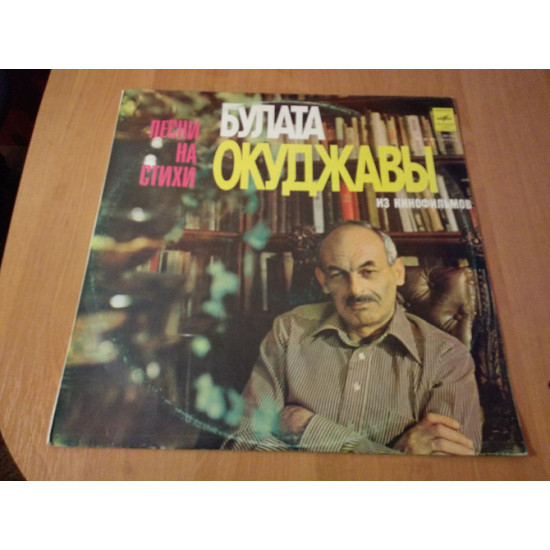 ПЕСНИ
НА
СТИХИ
БУЛАТА
ОКУДЖАВЫ
ИЗ КИНОФИЛЬМОВ